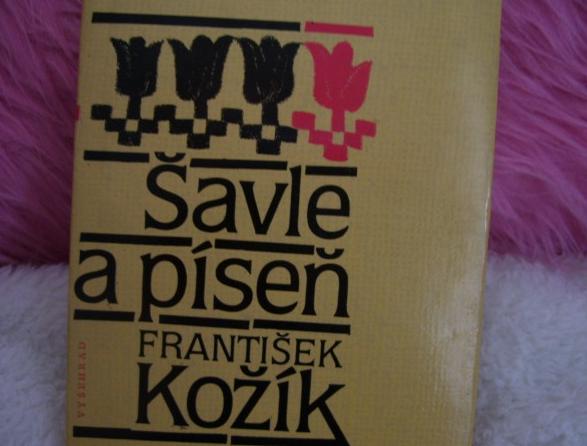 Šavle
a píseň
FRANTIŠEK
Kožík
VYŠEHRAD